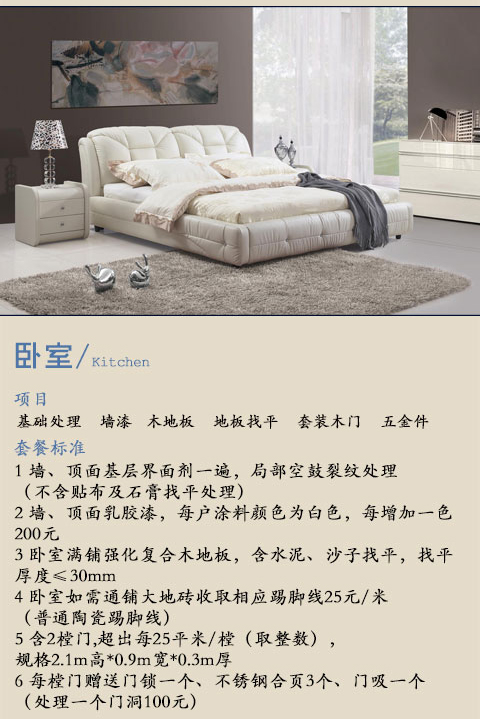 卧室/Kitchen
项目
基础处理 墙漆 木地板 地板找平 套装木门 五金件
套餐标准
1 墙、顶面基层界面剂一遍，局部空鼓裂纹处理
（不含贴布及石膏找平处理）
2 墙、顶面乳胶漆，每户涂料颜色为白色，每增加一色
200元
3 卧室满铺强化复合木地板，含水泥、沙子找平，找平
厚度≤30mm
4 卧室如需通铺大地砖收取相应踢脚线25元/米
（普通陶瓷踢脚线）
5 含2樘门,超出每25平米/樘（取整数），
规格2.1m高*0.9m宽*0.3m厚
6 每樘门赠送门锁一个、不锈钢合页3个、门吸一个
（处理一个门洞100元）